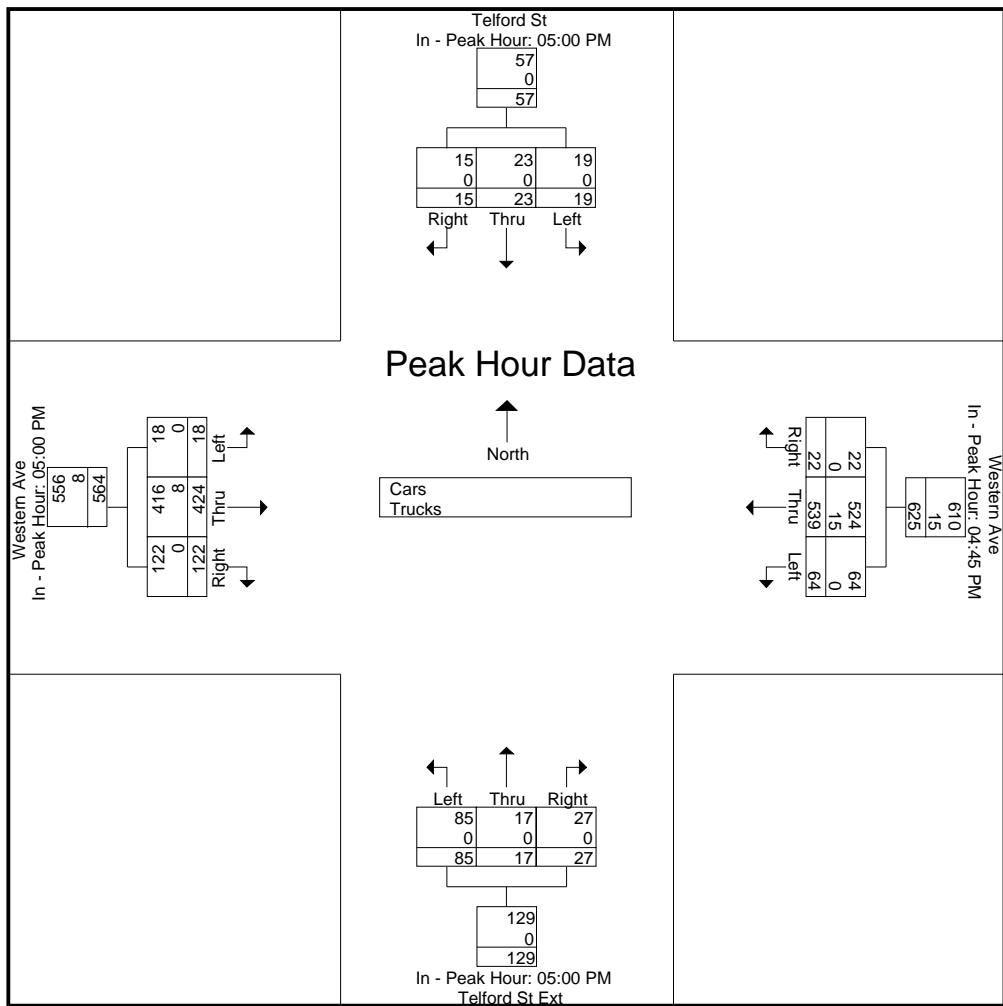 Telford St
In - Peak Hour: 05:00 PM
57
0
57
15 23 19
0 0 0
15 23 19
Right Thru Left
Peak Hour Data
North
Cars
Trucks
Western Ave
In - Peak Hour: 05:00 PM
556
8
564
18 416 122
0 8 0
18 424 122
Left Thru Right
Western Ave
In - Peak Hour: 04:45 PM
610
15
625
22 524 64
0 15 0
22 539 64
Right Thru Left
Left Thru Right
85 17 27
0 0 0
85 17 27
129
0
129
In - Peak Hour: 05:00 PM
Telford St Ext